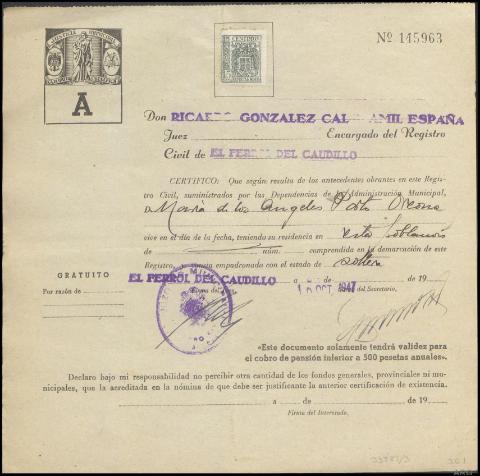 Nº 145963
A
Don RICARDO GONZALEZ CAL AMIL ESPAÑA
Juez Encargado del Registro
Civil de EL FERROL DEL CAUDILLO
CERTIFICO: Que según resulta de los antecedentes obrantes en este Regis-
tro Civil, suministrados por las Dependencias de la Administración Municipal,
María de los Angeles
vive en el día de la fecha, teniendo su residencia en esta
de núm. comprendida en la demarcación de este
Registro, y consta empadronada con el estado de soltera
GRATUITO
EL FERROL DEL CAUDILLO a de de 19
Por razón de
Firma del
1 OCT. 1947
del Secretario.
«Este documento solamente tendrá validez para
el cobro de pensión inferior a 500 pesetas anuales».
Declaro bajo mi responsabilidad no percibir otra cantidad de los fondos generales, provinciales ni mu-
nicipales, que la acreditada en la nómina de que debe ser justificante la anterior certificación de existencia.
a de de 19
Firma del Interesado.